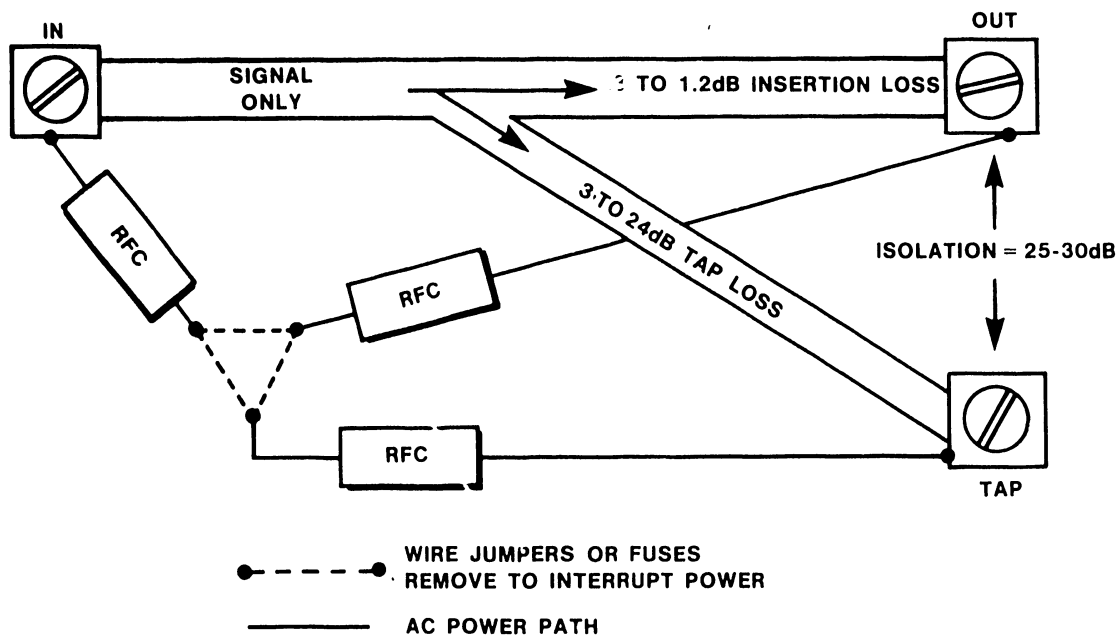 IN
OUT
SIGNAL
ONLY
3 TO 1.2dB INSERTION LOSS
3 TO 24dB TAP LOSS
RFC
RFC
ISOLATION = 25-30dB
RFC
TAP
WIRE JUMPERS OR FUSES
REMOVE TO INTERRUPT POWER
AC POWER PATH